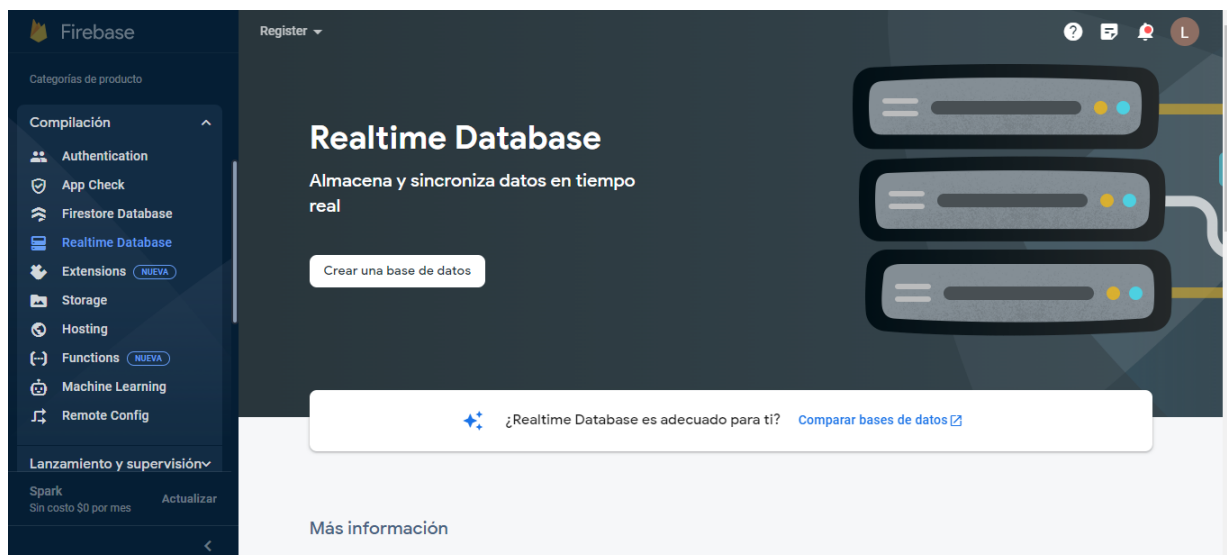 Firebase
Categorías de producto
Compilación
Authentication
App Check
Firestore Database
Realtime Database
Extensions NUEVA
Storage
Hosting
Functions NUEVA
Machine Learning
Remote Config
Lanzamiento y supervisión
Spark
Sin costo $0 por mes
Actualizar
Register
L
Realtime Database
Almacena y sincroniza datos en tiempo
real
Crear una base de datos
¿Realtime Database es adecuado para ti? Comparar bases de datos
Más información